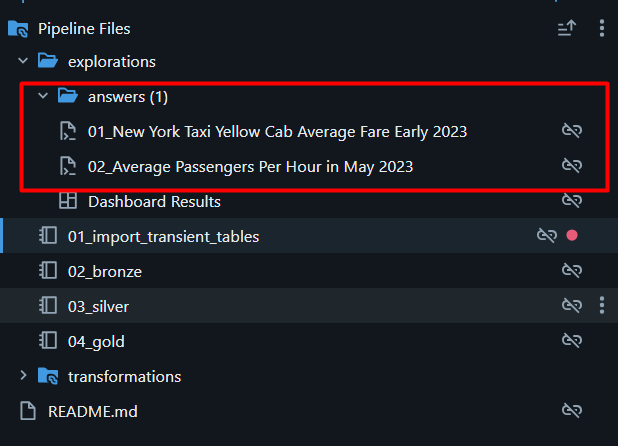 Pipeline Files
explorations
answers (1)
01_New York Taxi Yellow Cab Average Fare Early 2023
02_Average Passengers Per Hour in May 2023
Dashboard Results
01_import_transient_tables
02_bronze
03_silver
04_gold
transformations
README.md